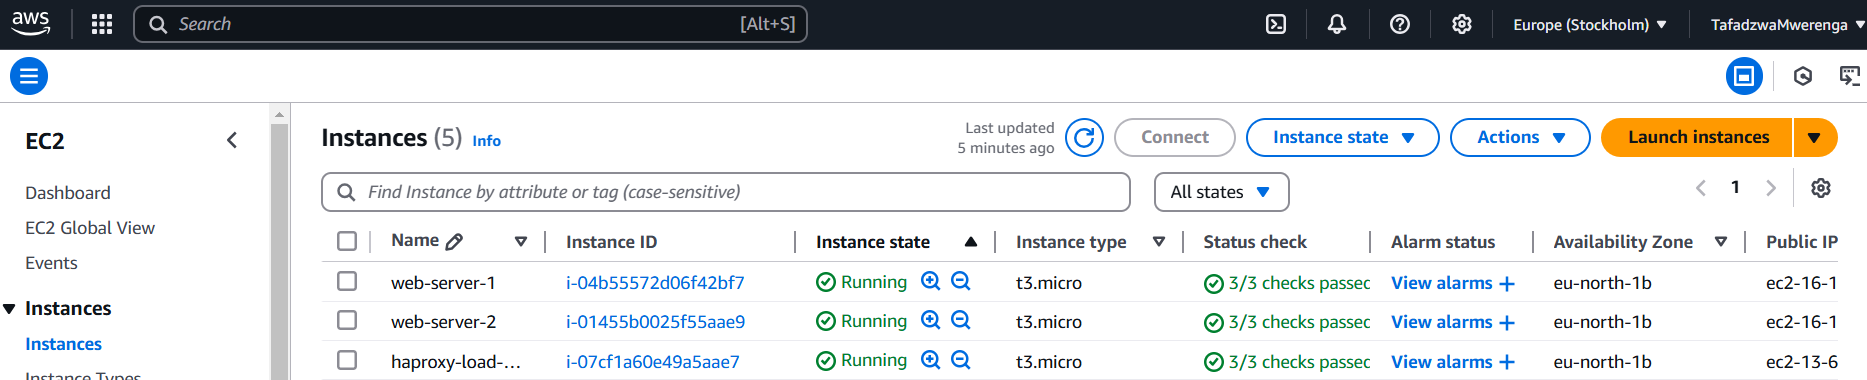 aws Search [Alt+S] Europe (Stockholm) TafadzwaMwerenga
EC2
Dashboard
EC2 Global View
Events
Instances
Instances
Instance Types
Instances (5) Info
Last updated
5 minutes ago
Connect Instance state Actions Launch instances
Find Instance by attribute or tag (case-sensitive) All states 1
Name Instance ID Instance state Instance type Status check Alarm status Availability Zone Public IP
web-server-1 i-04b55572d06f42bf7 Running t3.micro 3/3 checks passed View alarms + eu-north-1b ec2-16-1
web-server-2 i-01455b0025f55aae9 Running t3.micro 3/3 checks passed View alarms + eu-north-1b ec2-16-1
haproxy-load-... i-07cf1a60e49a5aae7 Running t3.micro 3/3 checks passed View alarms + eu-north-1b ec2-13-6